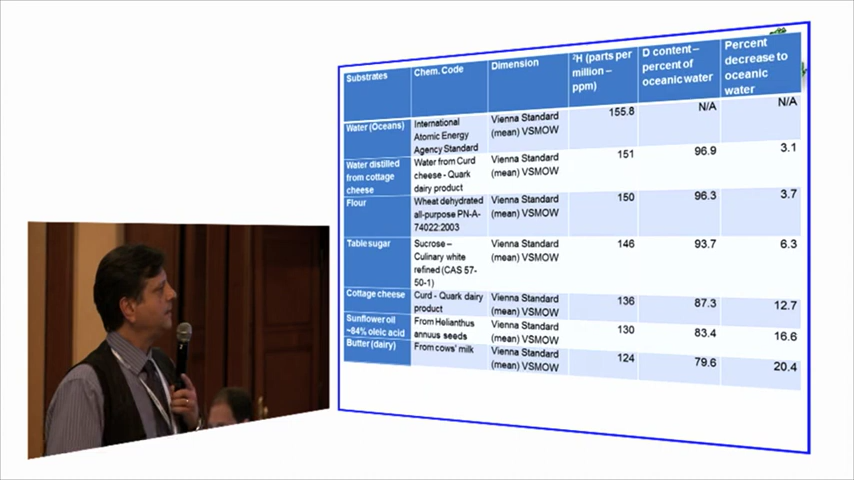 Substrates
Chem. Code
Dimension
²H (parts per
million –
ppm)
D content –
percent of
oceanic water
Percent
decrease to
oceanic
water
Water (Oceans)
International
Atomic Energy
Agency Standard
Vienna Standard
(mean) VSMOW
155.8
N/A
N/A
Water distilled
from cottage
cheese
Water from Curd
cheese - Quark
dairy product
Vienna Standard
(mean) VSMOW
151
96.9
3.1
Flour
Wheat dehydrated
all-purpose PN-A-
74022:2003
Vienna Standard
(mean) VSMOW
150
96.3
3.7
Table sugar
Sucrose –
Culinary white
refined (CAS 57-
50-1)
Vienna Standard
(mean) VSMOW
146
93.7
6.3
Cottage cheese
Curd - Quark dairy
product
Vienna Standard
(mean) VSMOW
136
87.3
12.7
Sunflower oil
~84% oleic acid
From Helianthus
annuus seeds
Vienna Standard
(mean) VSMOW
130
83.4
16.6
Butter (dairy)
From cows' milk
Vienna Standard
(mean) VSMOW
124
79.6
20.4